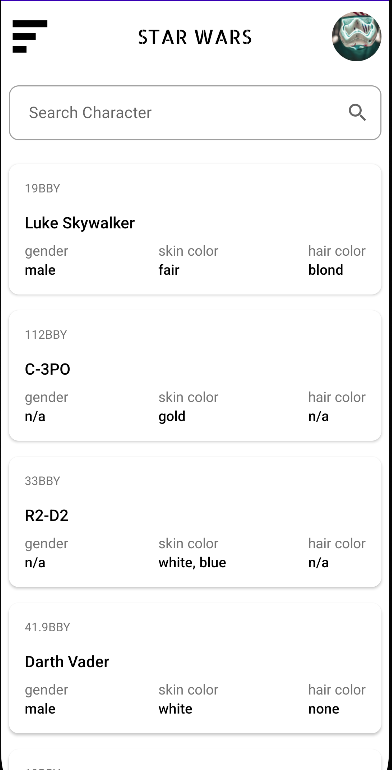 STAR WARS
Search Character
19BBY
Luke Skywalker
gender skin color hair color
male fair blond
112BBY
C-3PO
gender skin color hair color
n/a gold n/a
33BBY
R2-D2
gender skin color hair color
n/a white, blue n/a
41.9BBY
Darth Vader
gender skin color hair color
male white none